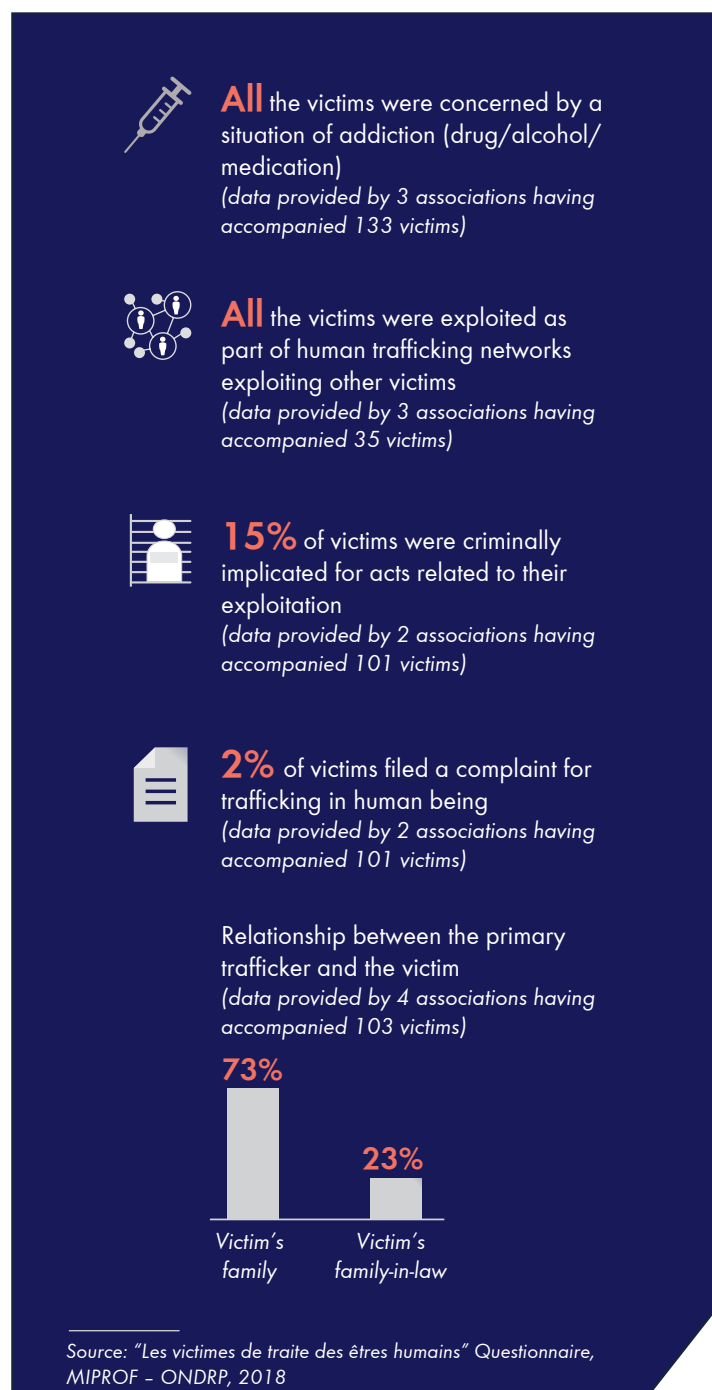 All the victims were concerned by a
situation of addiction (drug/alcohol/
medication)
(data provided by 3 associations having
accompanied 133 victims)
All the victims were exploited as
part of human trafficking networks
exploiting other victims
(data provided by 3 associations having
accompanied 35 victims)
15% of victims were criminally
implicated for acts related to their
exploitation
(data provided by 2 associations having
accompanied 101 victims)
2% of victims filed a complaint for
trafficking in human being
(data provided by 2 associations having
accompanied 101 victims)
Relationship between the primary
trafficker and the victim
(data provided by 4 associations having
accompanied 103 victims)
73%
23%
Victim's
family
Victim's
family-in-law
Source: "Les victimes de traite des êtres humains" Questionnaire,
MIPROF – ONDRP, 2018